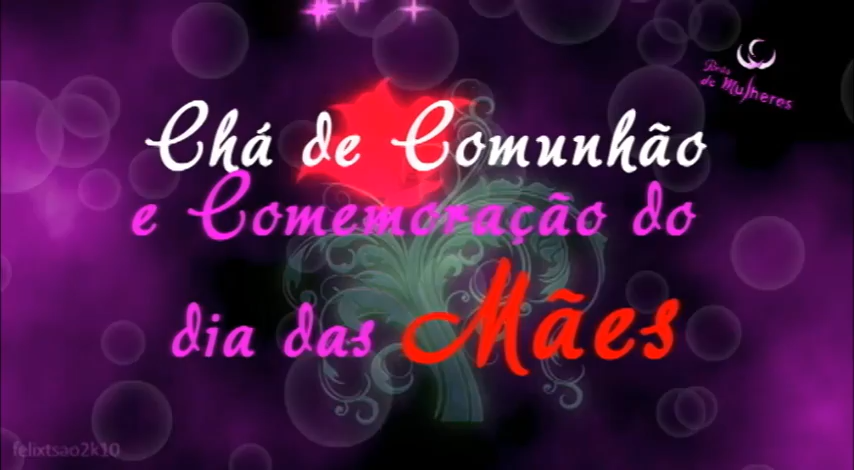 de Mulheres
Chá de Comunhão
e Comemoração do
dia das Mães
felixtsao2k10